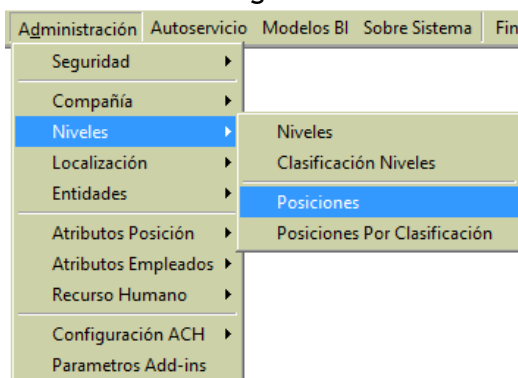 Administración Autoservicio Modelos BI Sobre Sistema Fin
Seguridad
Compañía
Niveles
Localización
Entidades
Atributos Posición
Atributos Empleados
Recurso Humano
Configuración ACH
Parametros Add-ins
Niveles
Clasificación Niveles
Posiciones
Posiciones Por Clasificación